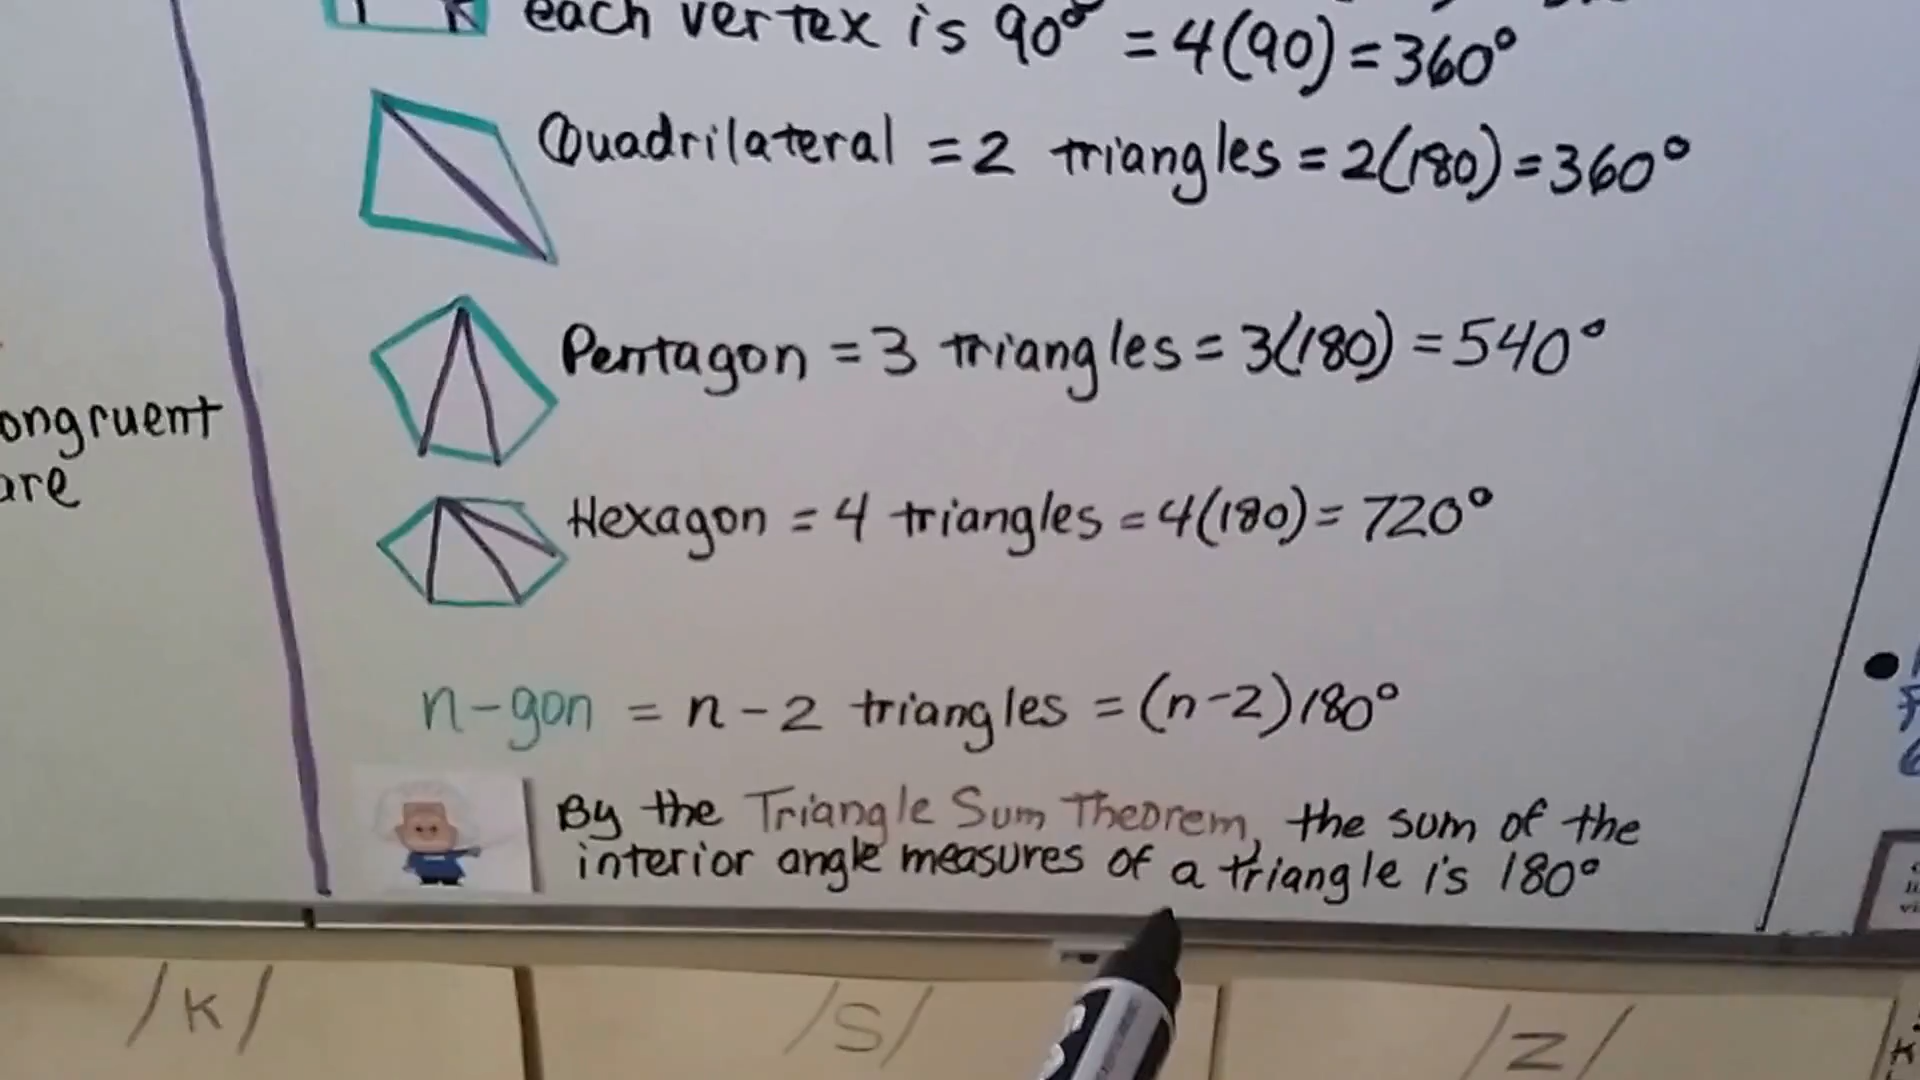 each vertex is 90° = 4(90) = 360°
Quadrilateral = 2 triangles = 2(180) = 360°
Pentagon = 3 triangles = 3(180) = 540°
ongruent
are
Hexagon = 4 triangles = 4(180) = 720°
n-gon = n-2 triangles = (n-2)180°
By the Triangle Sum Theorem, the sum of the
interior angle measures of a triangle is 180°
/k/
/s/
/z/